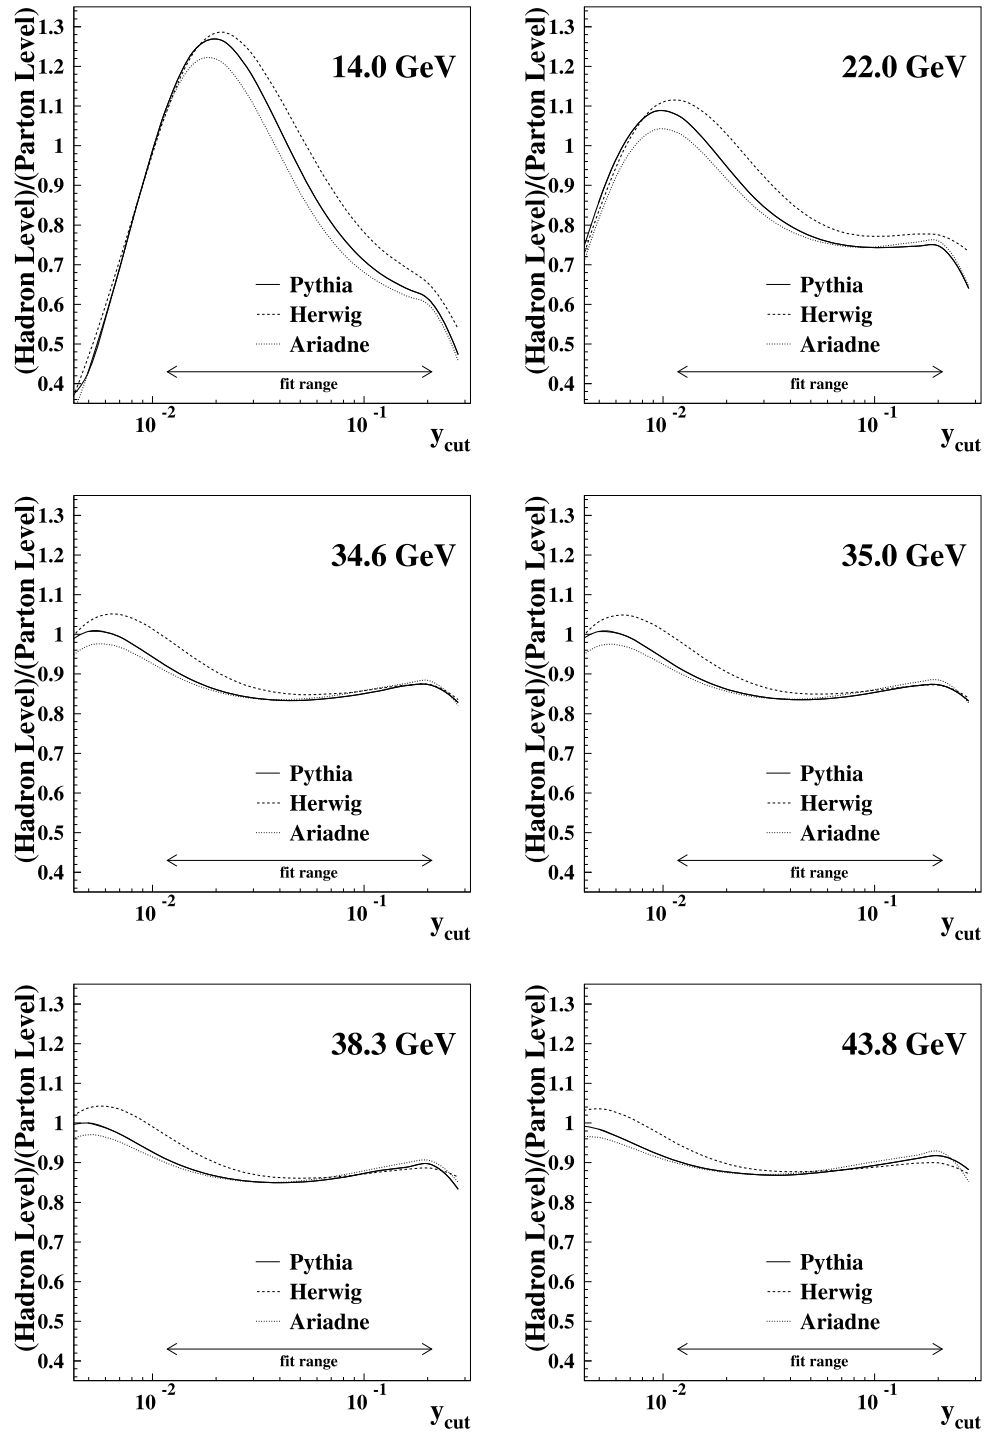 (Hadron Level)/(Parton Level)
14.0 GeV
1.3
1.2
1.1
1
0.9
0.8
0.7
0.6
0.5
0.4
Pythia
Herwig
Ariadne
fit range
10^-2
10^-1
y_cut
(Hadron Level)/(Parton Level)
22.0 GeV
1.3
1.2
1.1
1
0.9
0.8
0.7
0.6
0.5
0.4
Pythia
Herwig
Ariadne
fit range
10^-2
10^-1
y_cut
(Hadron Level)/(Parton Level)
34.6 GeV
1.3
1.2
1.1
1
0.9
0.8
0.7
0.6
0.5
0.4
Pythia
Herwig
Ariadne
fit range
10^-2
10^-1
y_cut
(Hadron Level)/(Parton Level)
35.0 GeV
1.3
1.2
1.1
1
0.9
0.8
0.7
0.6
0.5
0.4
Pythia
Herwig
Ariadne
fit range
10^-2
10^-1
y_cut
(Hadron Level)/(Parton Level)
38.3 GeV
1.3
1.2
1.1
1
0.9
0.8
0.7
0.6
0.5
0.4
Pythia
Herwig
Ariadne
fit range
10^-2
10^-1
y_cut
(Hadron Level)/(Parton Level)
43.8 GeV
1.3
1.2
1.1
1
0.9
0.8
0.7
0.6
0.5
0.4
Pythia
Herwig
Ariadne
fit range
10^-2
10^-1
y_cut